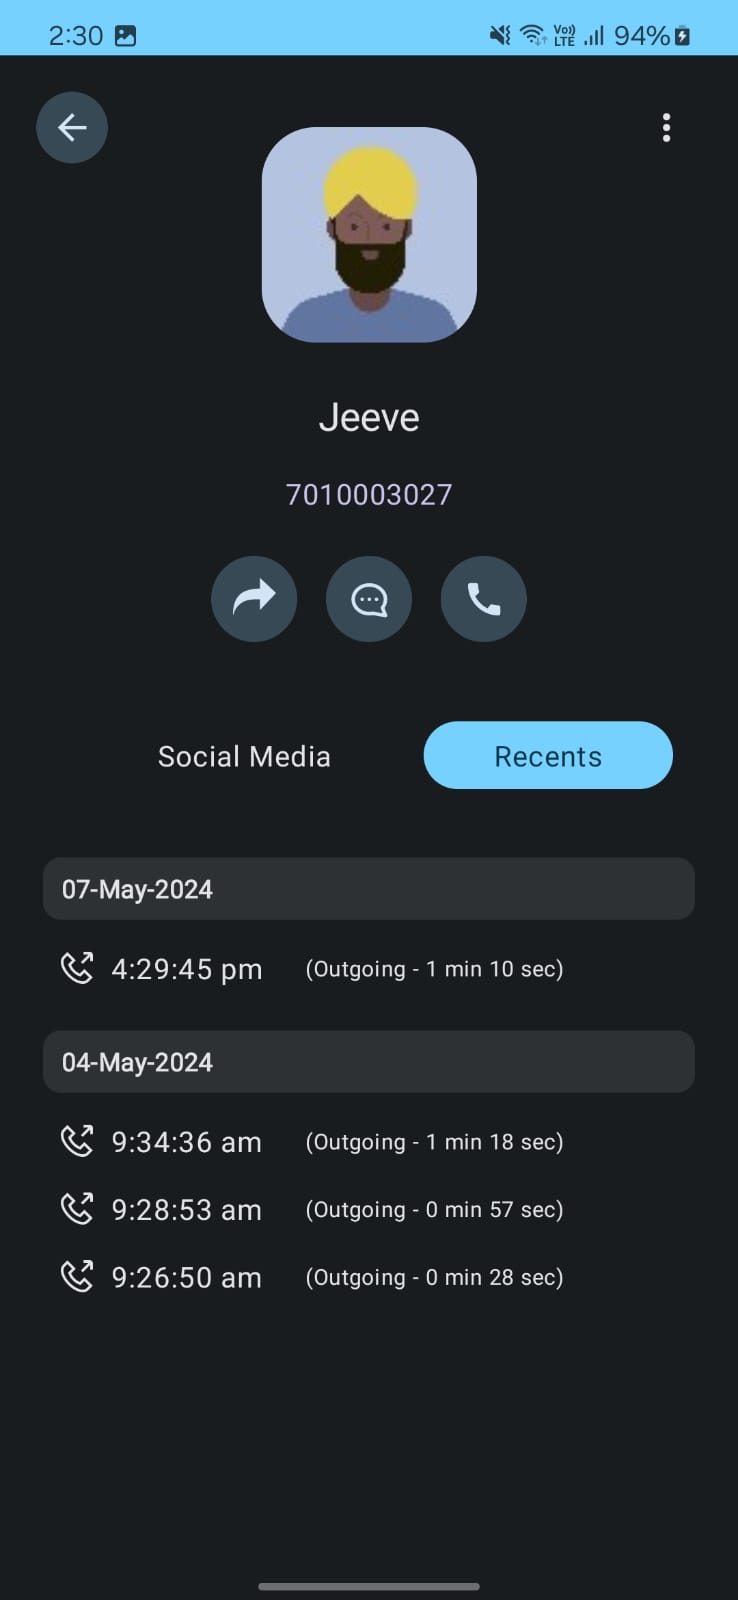 2:30 Vo)) LTE 94%
Jeeve
7010003027
Social Media Recents
07-May-2024
4:29:45 pm (Outgoing - 1 min 10 sec)
04-May-2024
9:34:36 am (Outgoing - 1 min 18 sec)
9:28:53 am (Outgoing - 0 min 57 sec)
9:26:50 am (Outgoing - 0 min 28 sec)